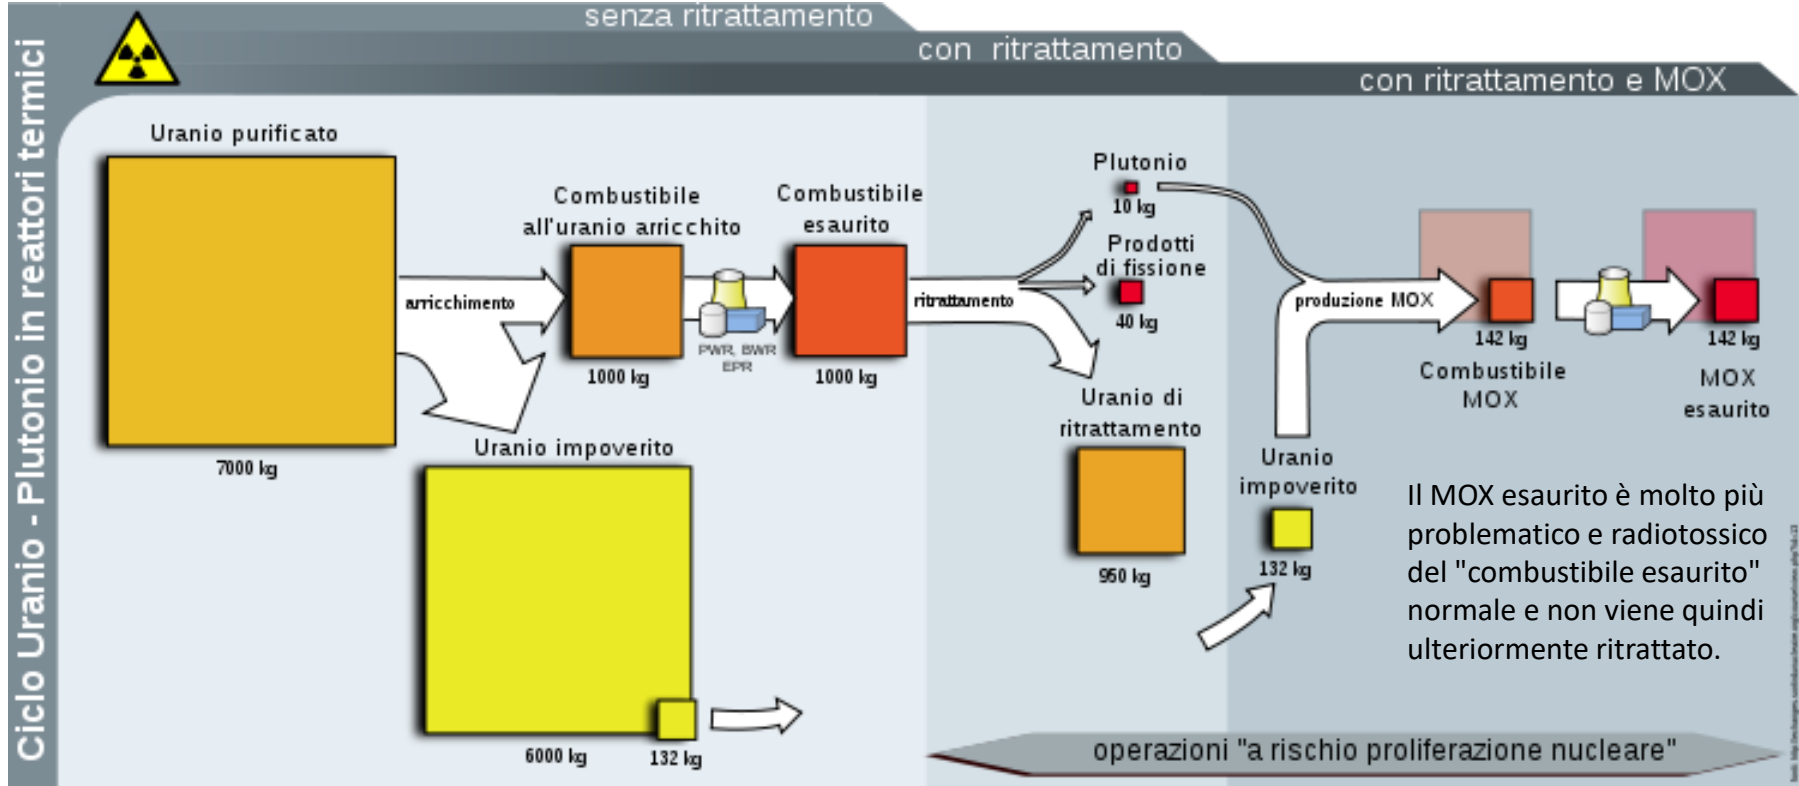 senza ritrattamento
con ritrattamento
con ritrattamento e MOX
Ciclo Uranio - Plutonio in reattori termici
Uranio purificato
7000 kg
arricchimento
Combustibile
all'uranio arricchito
1000 kg
PWR, BWR
EPR
Combustibile
esaurito
1000 kg
Uranio impoverito
6000 kg
132 kg
ritrattamento
Plutonio
10 kg
Prodotti
di fissione
40 kg
Uranio di
ritrattamento
950 kg
Uranio
impoverito
132 kg
produzione MOX
142 kg
Combustibile
MOX
142 kg
MOX
esaurito
Il MOX esaurito è molto più
problematico e radiotossico
del "combustibile esaurito"
normale e non viene quindi
ulteriormente ritrattato.
operazioni "a rischio proliferazione nucleare"